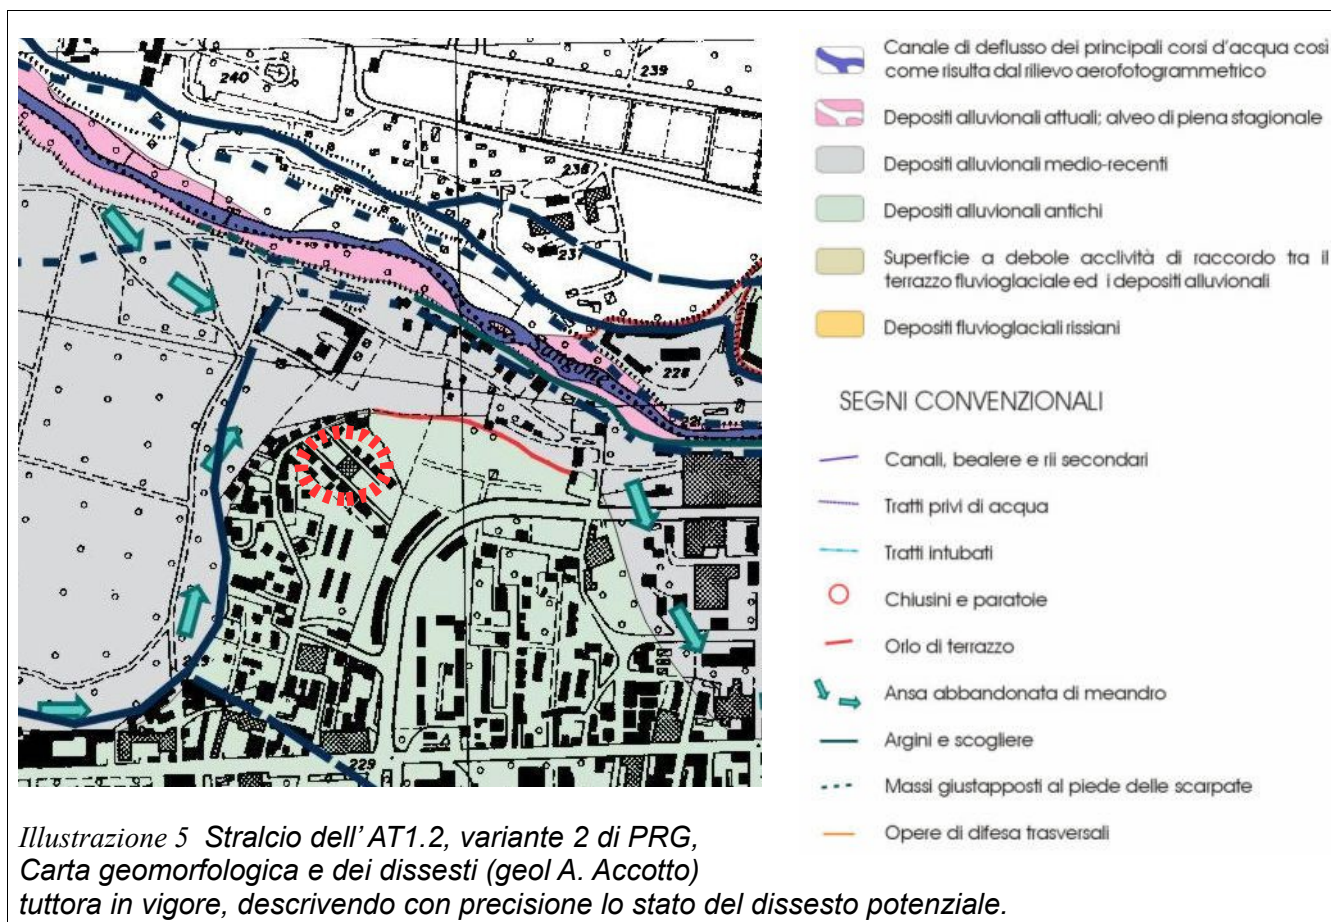 240
239
238
237
Sangone
228
221
229
Canale di deflusso dei principali corsi d'acqua così
come risulta dal rilievo aerofotogrammetrico
Depositi alluvionali attuali; alveo di piena stagionale
Depositi alluvionali medio-recenti
Depositi alluvionali antichi
Superficie a debole acclività di raccordo tra il
terrazzo fluvioglaciale ed i depositi alluvionali
Depositi fluvioglaciali rissiani
SEGNI CONVENZIONALI
Canali, bealere e rii secondari
Tratti privi di acqua
Tratti intubati
Chiusini e paratoie
Orlo di terrazzo
Ansa abbandonata di meandro
Argini e scogliere
Massi giustapposti al piede delle scarpate
Opere di difesa trasversali
Illustrazione 5 Stralcio dell' AT1.2, variante 2 di PRG,
Carta geomorfologica e dei dissesti (geol A. Accotto)
tuttora in vigore, descrivendo con precisione lo stato del dissesto potenziale.